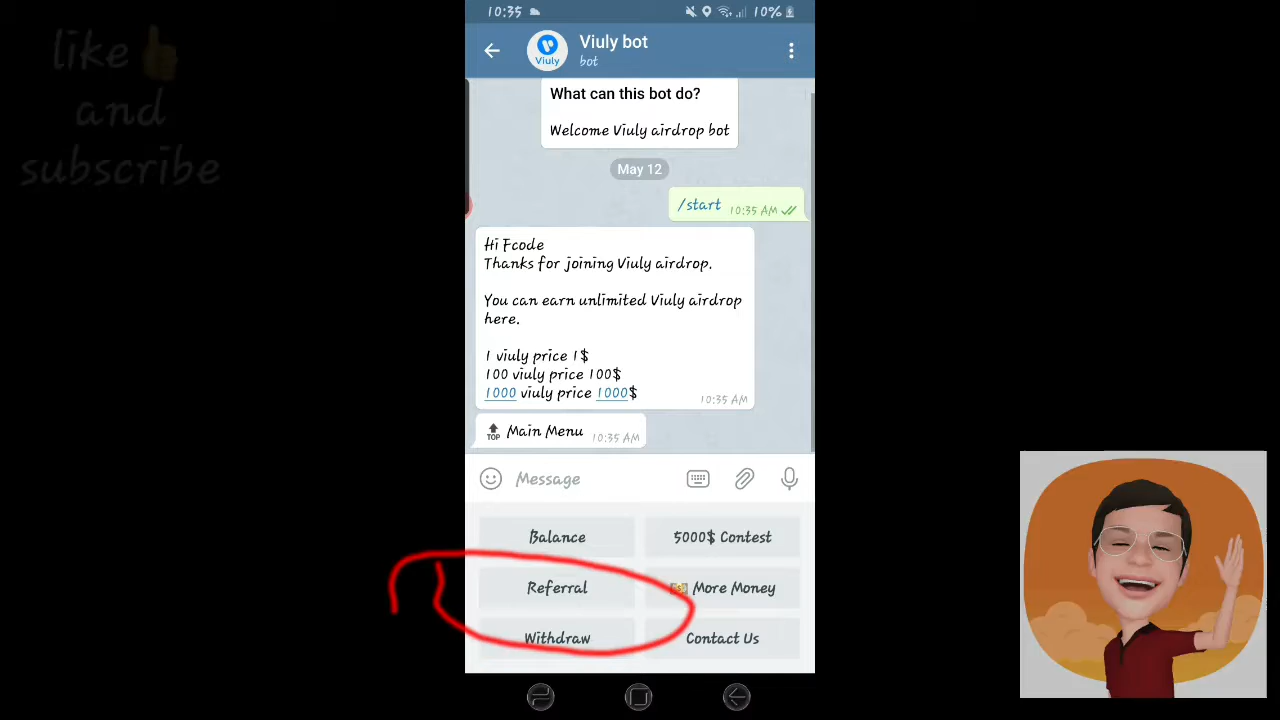 like👍
and
subscribe
10:35
10%
Viuly
Viuly bot
bot
What can this bot do?
Welcome Viuly airdrop bot
May 12
/start
10:35 AM
Hi Fcode
Thanks for joining Viuly airdrop.
You can earn unlimited Viuly airdrop
here.
1 viuly price 1$
100 viuly price 100$
1000 viuly price 1000$
10:35 AM
TOP Main Menu
10:35 AM
Message
Balance
5000$ Contest
Referral
More Money
Withdraw
Contact Us